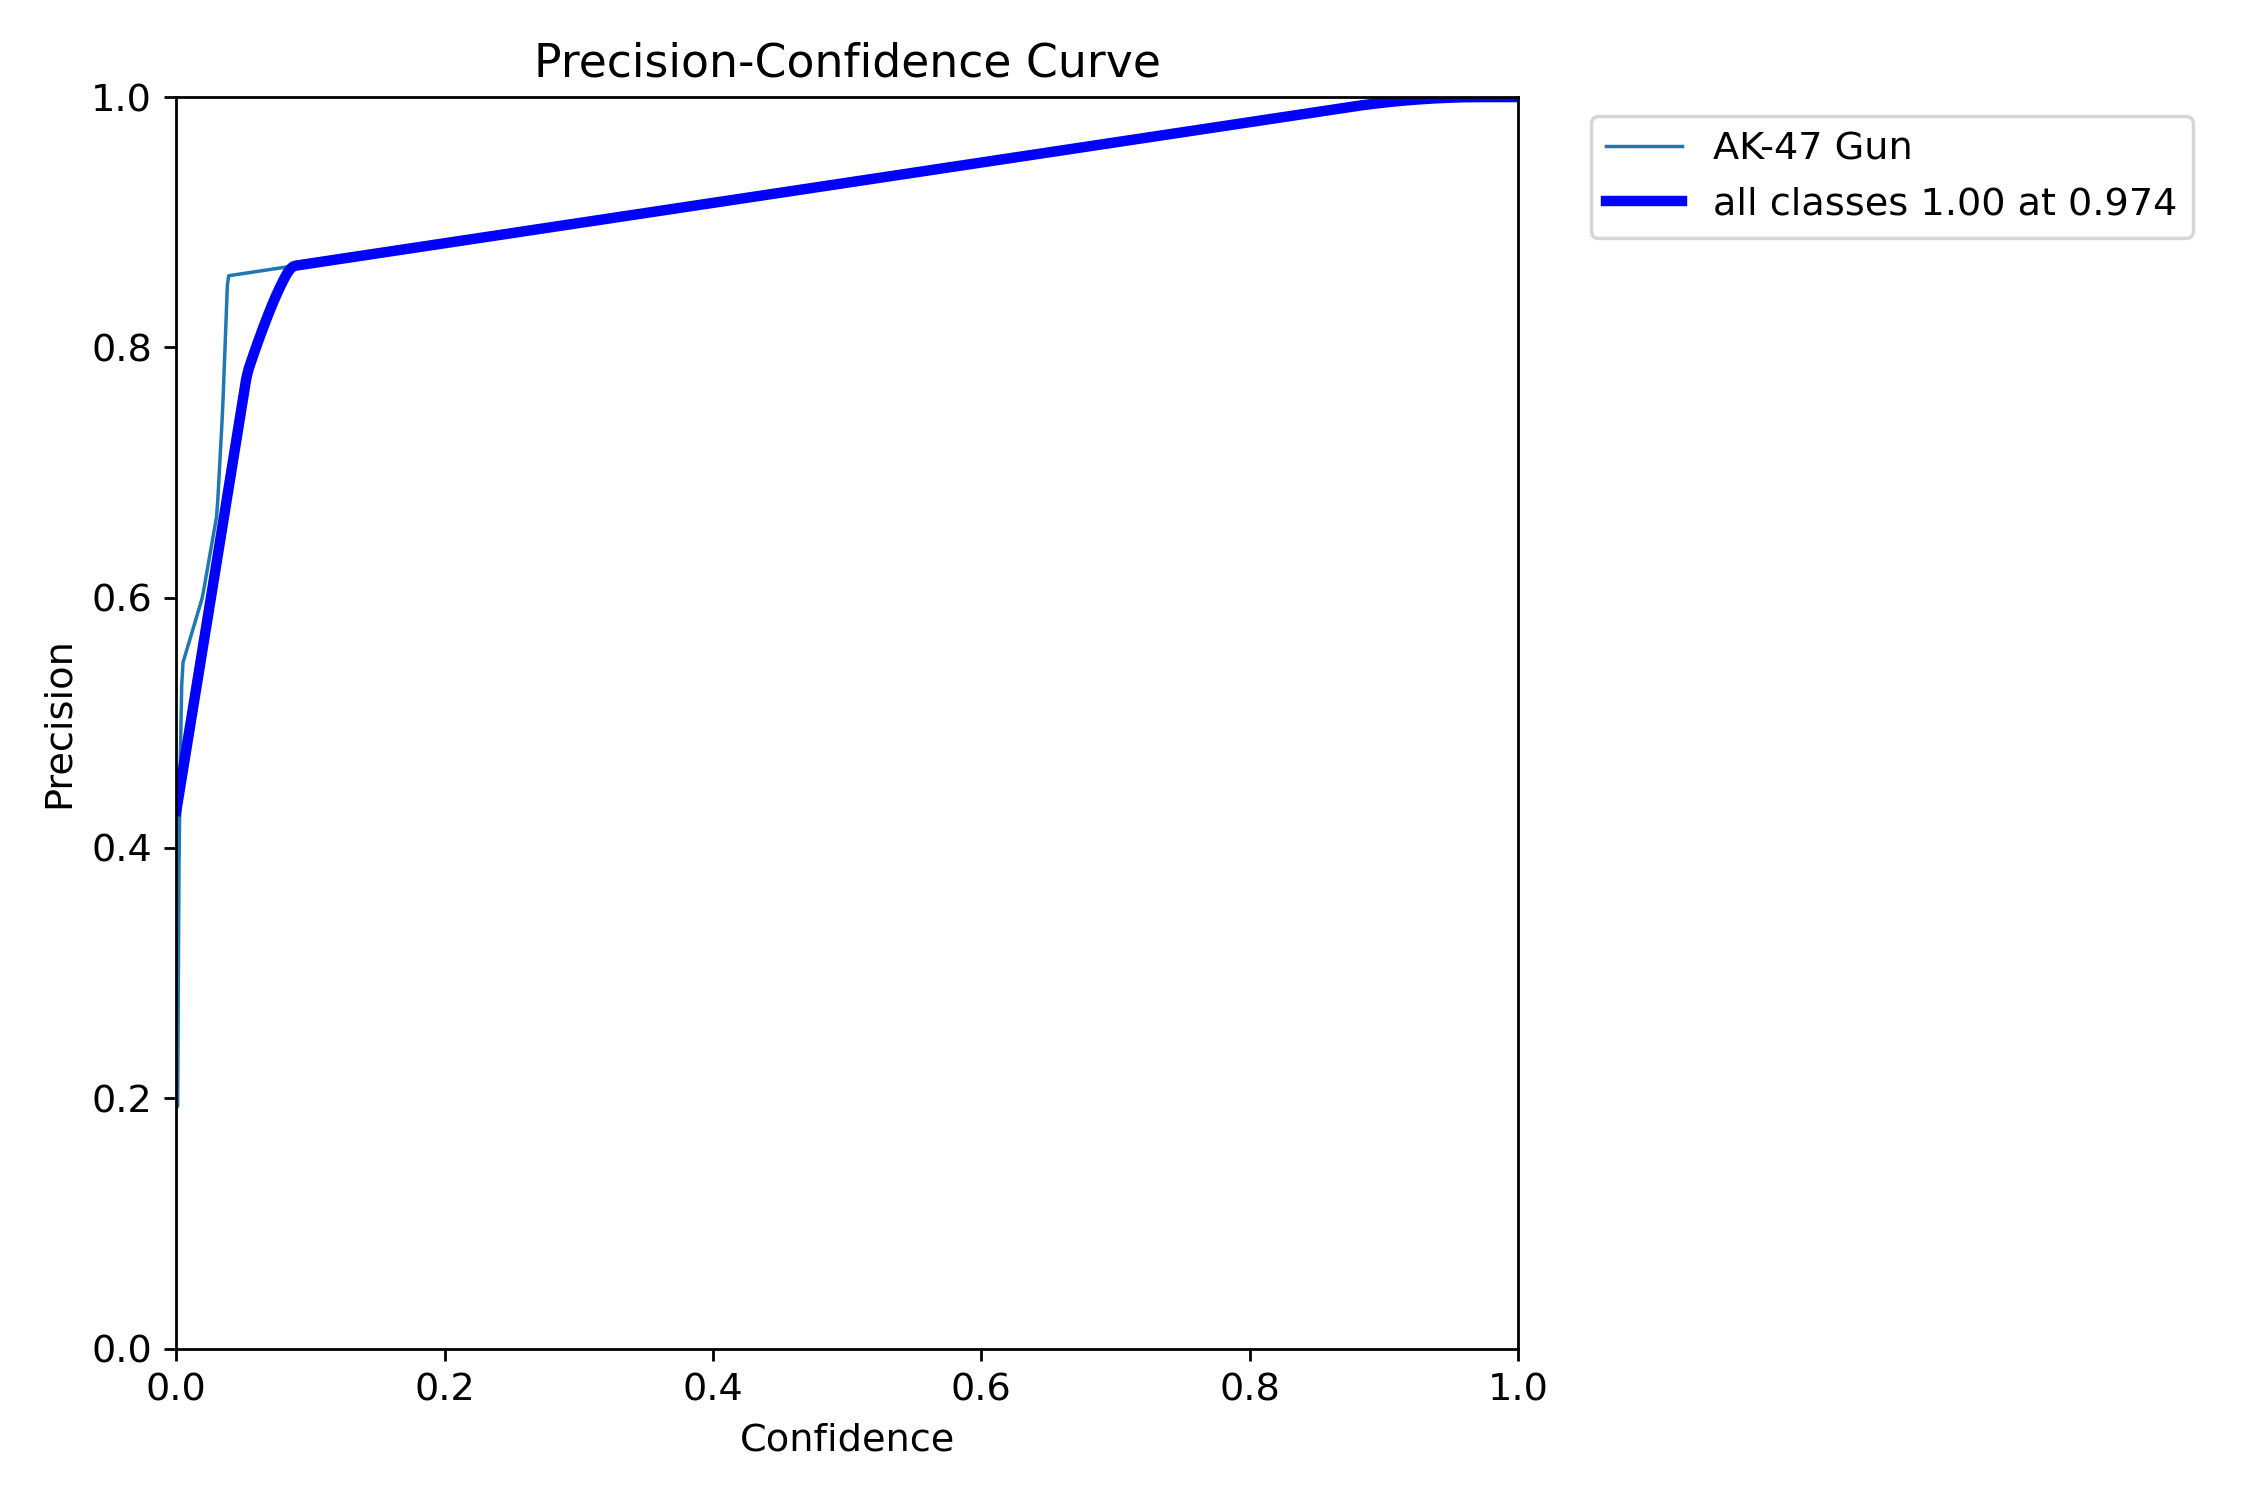 Precision-Confidence Curve
1.0
0.8
0.6
0.4
0.2
0.0
Precision
0.0 0.2 0.4 0.6 0.8 1.0
Confidence
AK-47 Gun
all classes 1.00 at 0.974